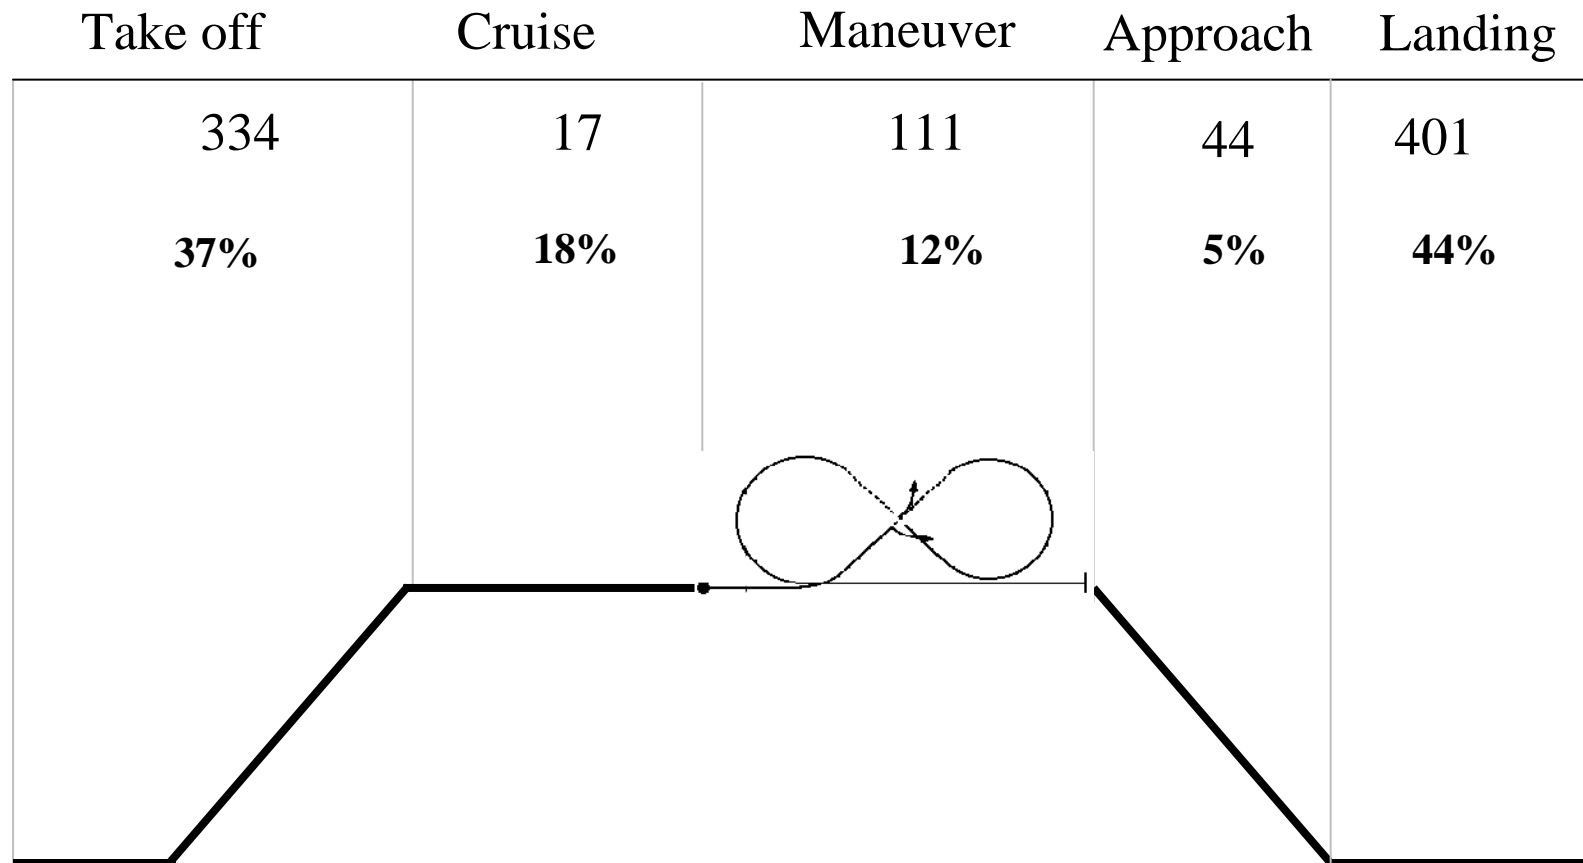 Take off Cruise Maneuver Approach Landing
334 17 111 44 401
37% 18% 12% 5% 44%